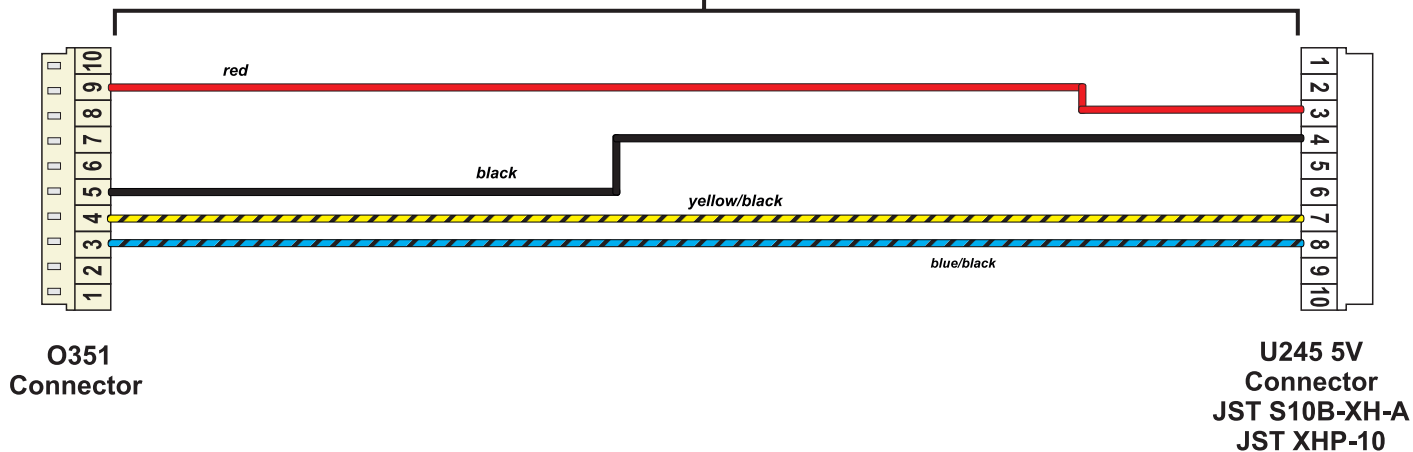 red
black
yellow/black
blue/black
10
9
8
7
6
5
4
3
2
1
1
2
3
4
5
6
7
8
9
10
O351
Connector
U245 5V
Connector
JST S10B-XH-A
JST XHP-10